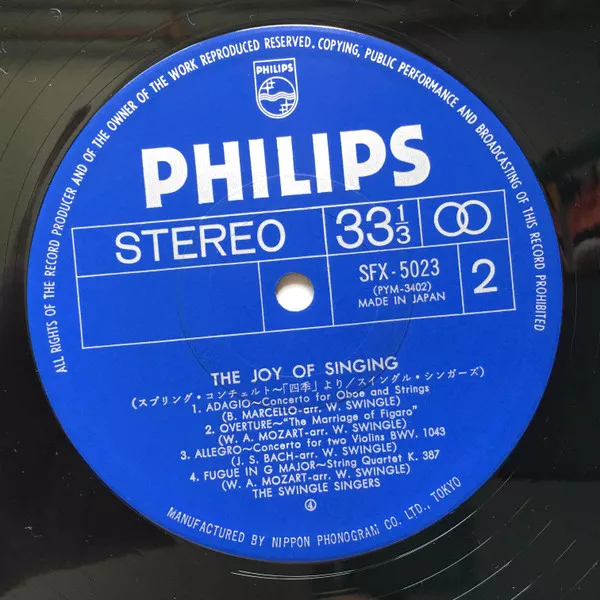 ALL RIGHTS OF THE RECORD PRODUCER AND OF THE OWNER OF THE WORK REPRODUCED RESERVED. COPYING, PUBLIC PERFORMANCE AND BROADCASTING OF THIS RECORD PROHIBITED
PHILIPS
PHILIPS
STEREO
33 1/3
SFX-5023
(PYM-3402)
MADE IN JAPAN
2
THE JOY OF SINGING
(スプリング・コンチェルト~「四季」より/スイングル・シンガーズ)
1. ADAGIO~Concerto for Oboe and Strings
(B. MARCELLO-arr. W. SWINGLE)
2. OVERTURE~"The Marriage of Figaro"
(W. A. MOZART-arr. W. SWINGLE)
3. ALLEGRO~Concerto for two Violins BWV. 1043
(J. S. BACH-arr. W. SWINGLE)
4. FUGUE IN G MAJOR~String Quartet K. 387
(W. A. MOZART-arr. W. SWINGLE)
THE SWINGLE SINGERS
④
MANUFACTURED BY NIPPON PHONOGRAM CO. LTD., TOKYO